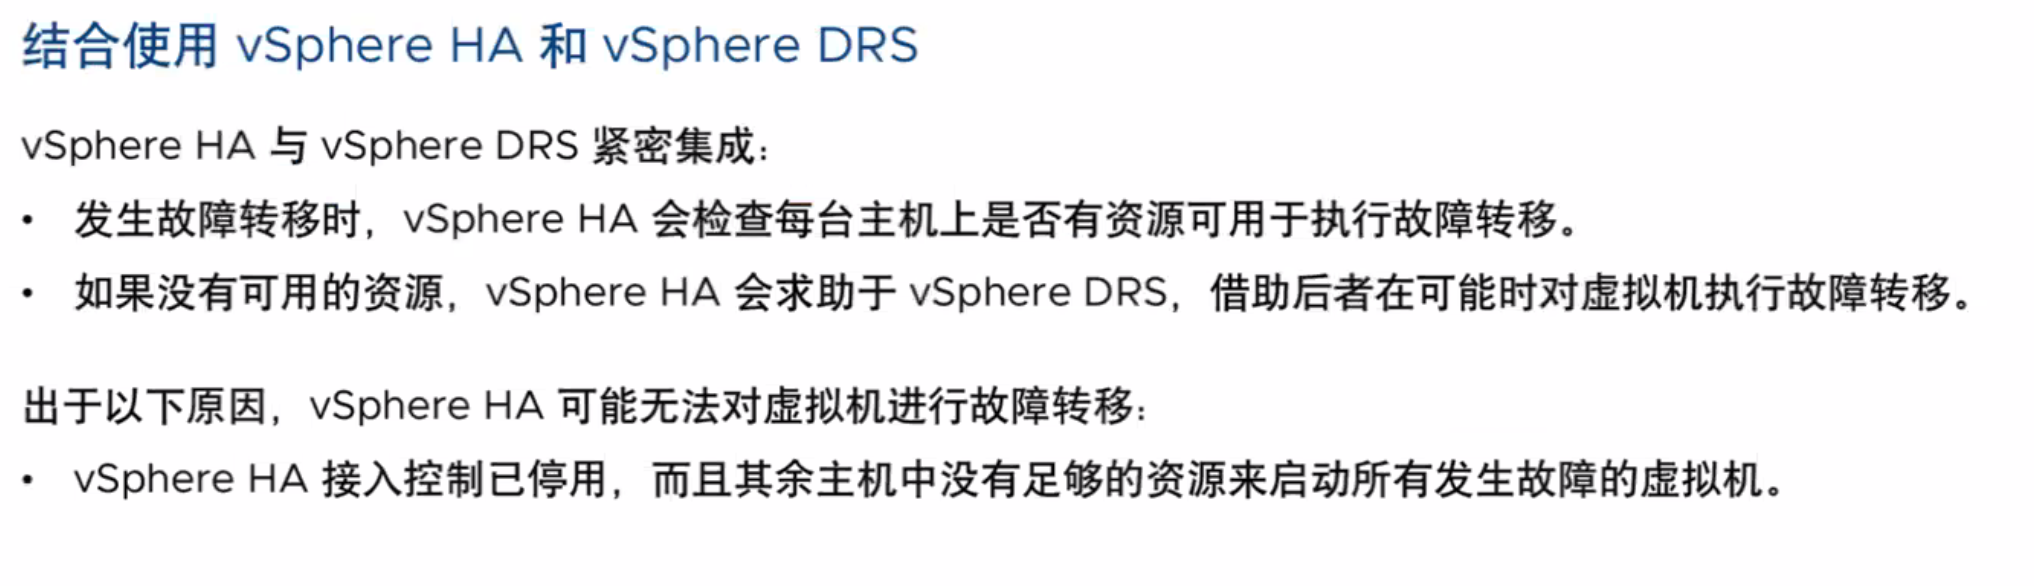 结合使用 vSphere HA 和 vSphere DRS
vSphere HA 与 vSphere DRS 紧密集成：
• 发生故障转移时，vSphere HA 会检查每台主机上是否有资源可用于执行故障转移。
• 如果没有可用的资源，vSphere HA 会求助于 vSphere DRS，借助后者在可能时对虚拟机执行故障转移。
出于以下原因，vSphere HA 可能无法对虚拟机进行故障转移：
• vSphere HA 接入控制已停用，而且其余主机中没有足够的资源来启动所有发生故障的虚拟机。